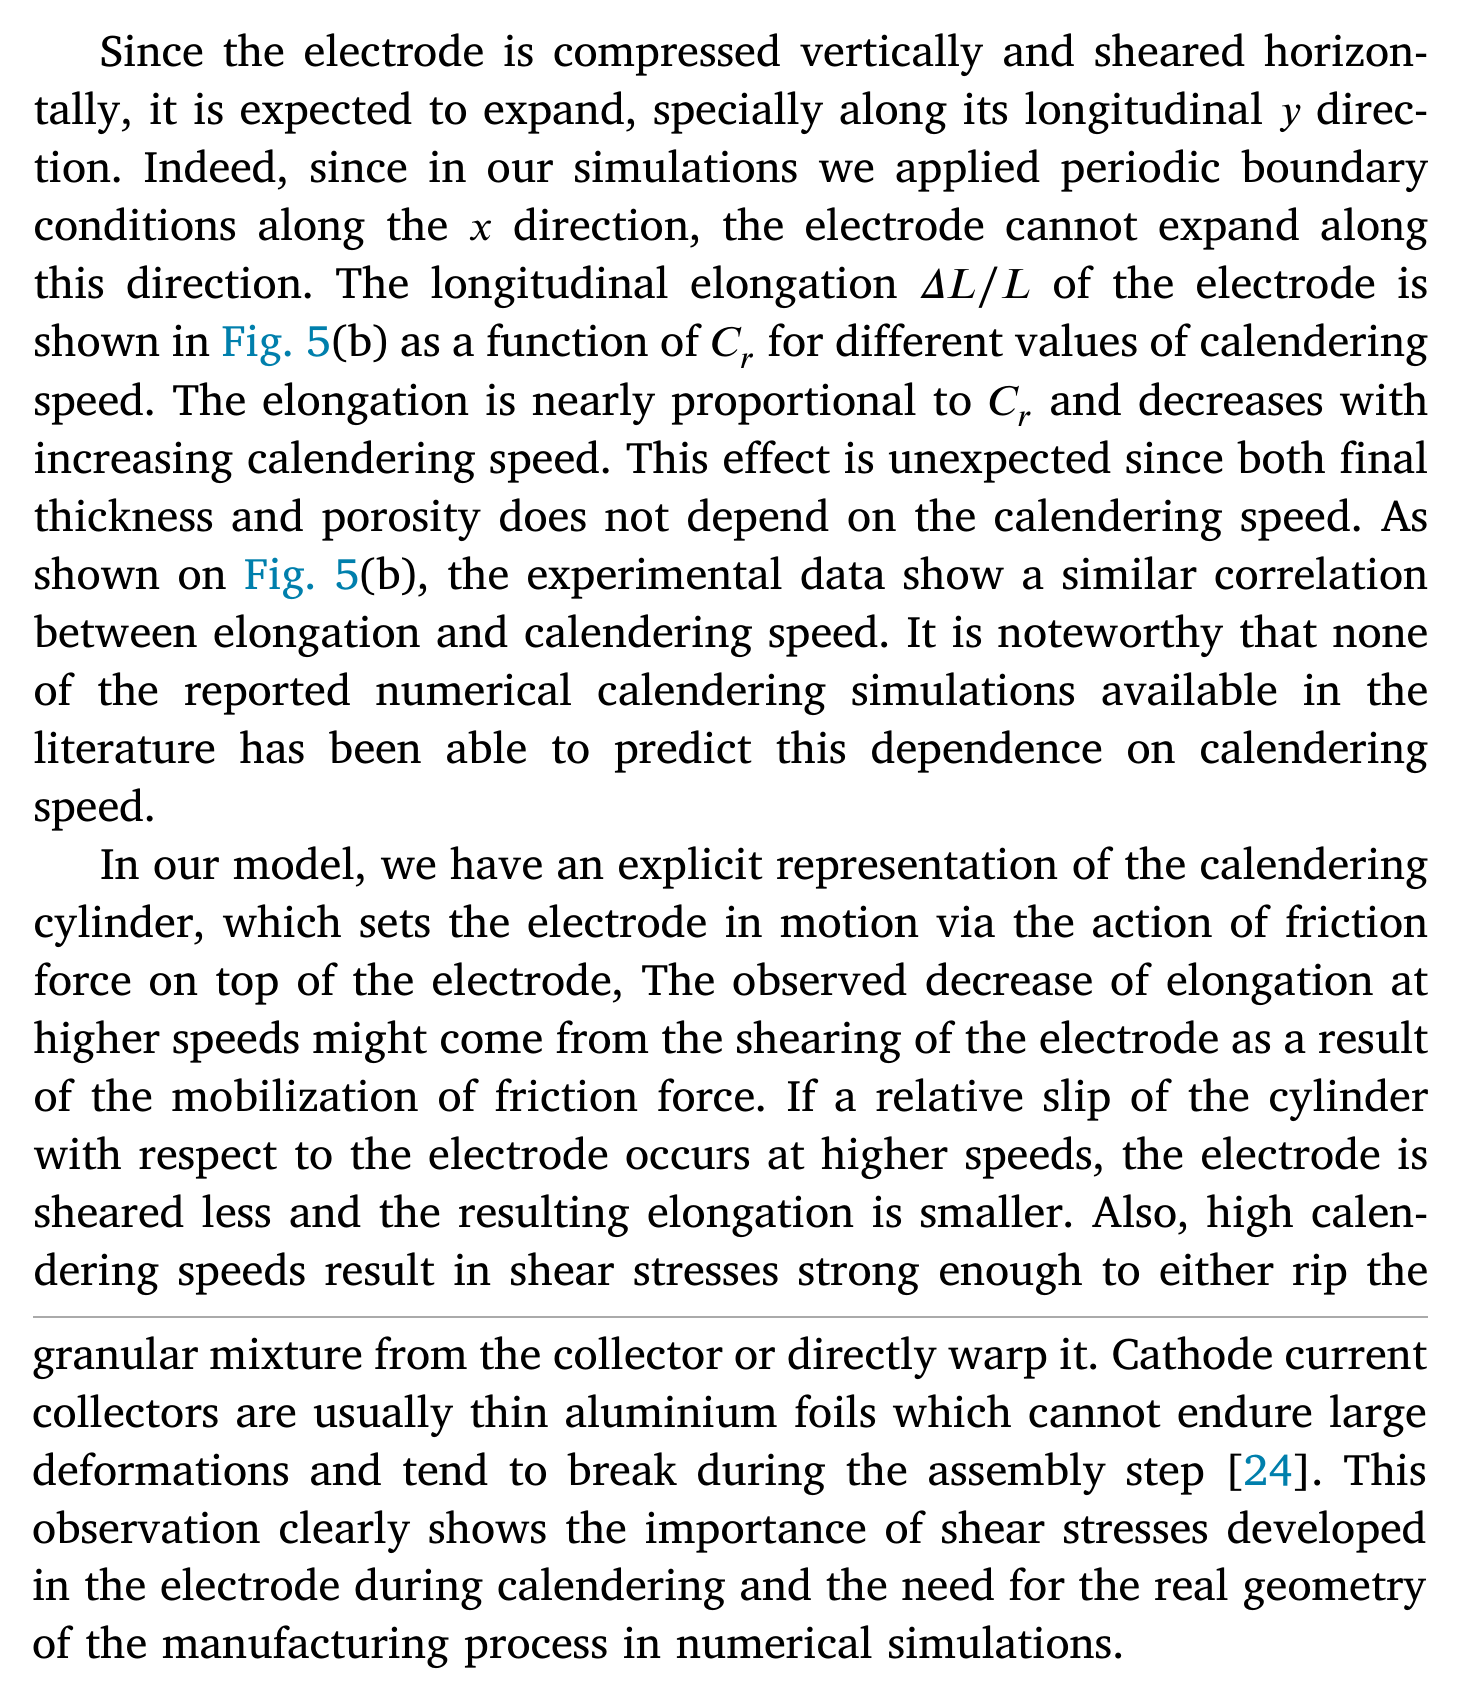 Since the electrode is compressed vertically and sheared horizon-
tally, it is expected to expand, specially along its longitudinal y direc-
tion. Indeed, since in our simulations we applied periodic boundary
conditions along the x direction, the electrode cannot expand along
this direction. The longitudinal elongation ΔL/L of the electrode is
shown in Fig. 5(b) as a function of Cr for different values of calendering
speed. The elongation is nearly proportional to Cr and decreases with
increasing calendering speed. This effect is unexpected since both final
thickness and porosity does not depend on the calendering speed. As
shown on Fig. 5(b), the experimental data show a similar correlation
between elongation and calendering speed. It is noteworthy that none
of the reported numerical calendering simulations available in the
literature has been able to predict this dependence on calendering
speed.
In our model, we have an explicit representation of the calendering
cylinder, which sets the electrode in motion via the action of friction
force on top of the electrode, The observed decrease of elongation at
higher speeds might come from the shearing of the electrode as a result
of the mobilization of friction force. If a relative slip of the cylinder
with respect to the electrode occurs at higher speeds, the electrode is
sheared less and the resulting elongation is smaller. Also, high calen-
dering speeds result in shear stresses strong enough to either rip the
granular mixture from the collector or directly warp it. Cathode current
collectors are usually thin aluminium foils which cannot endure large
deformations and tend to break during the assembly step [24]. This
observation clearly shows the importance of shear stresses developed
in the electrode during calendering and the need for the real geometry
of the manufacturing process in numerical simulations.